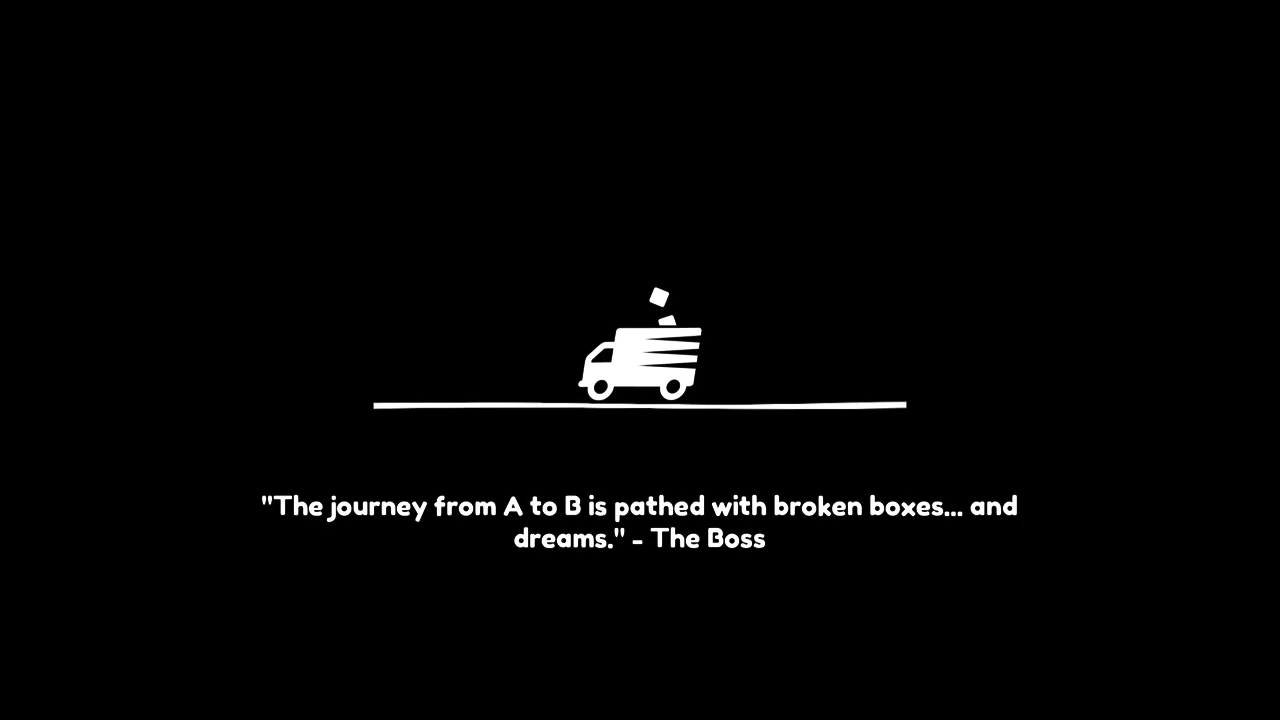 "The journey from A to B is pathed with broken boxes... and
dreams." - The Boss